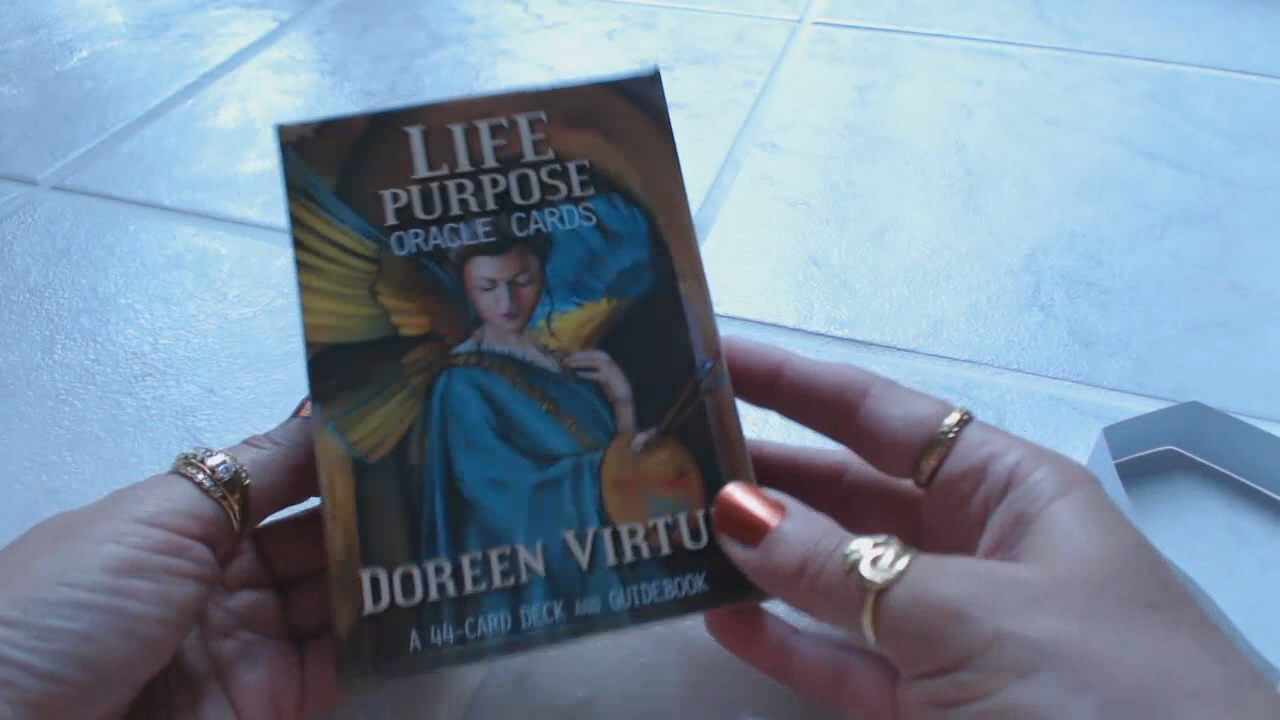 LIFE
PURPOSE
ORACLE CARDS
DOREEN VIRTU
A 44-CARD DECK AND GUIDEBOOK